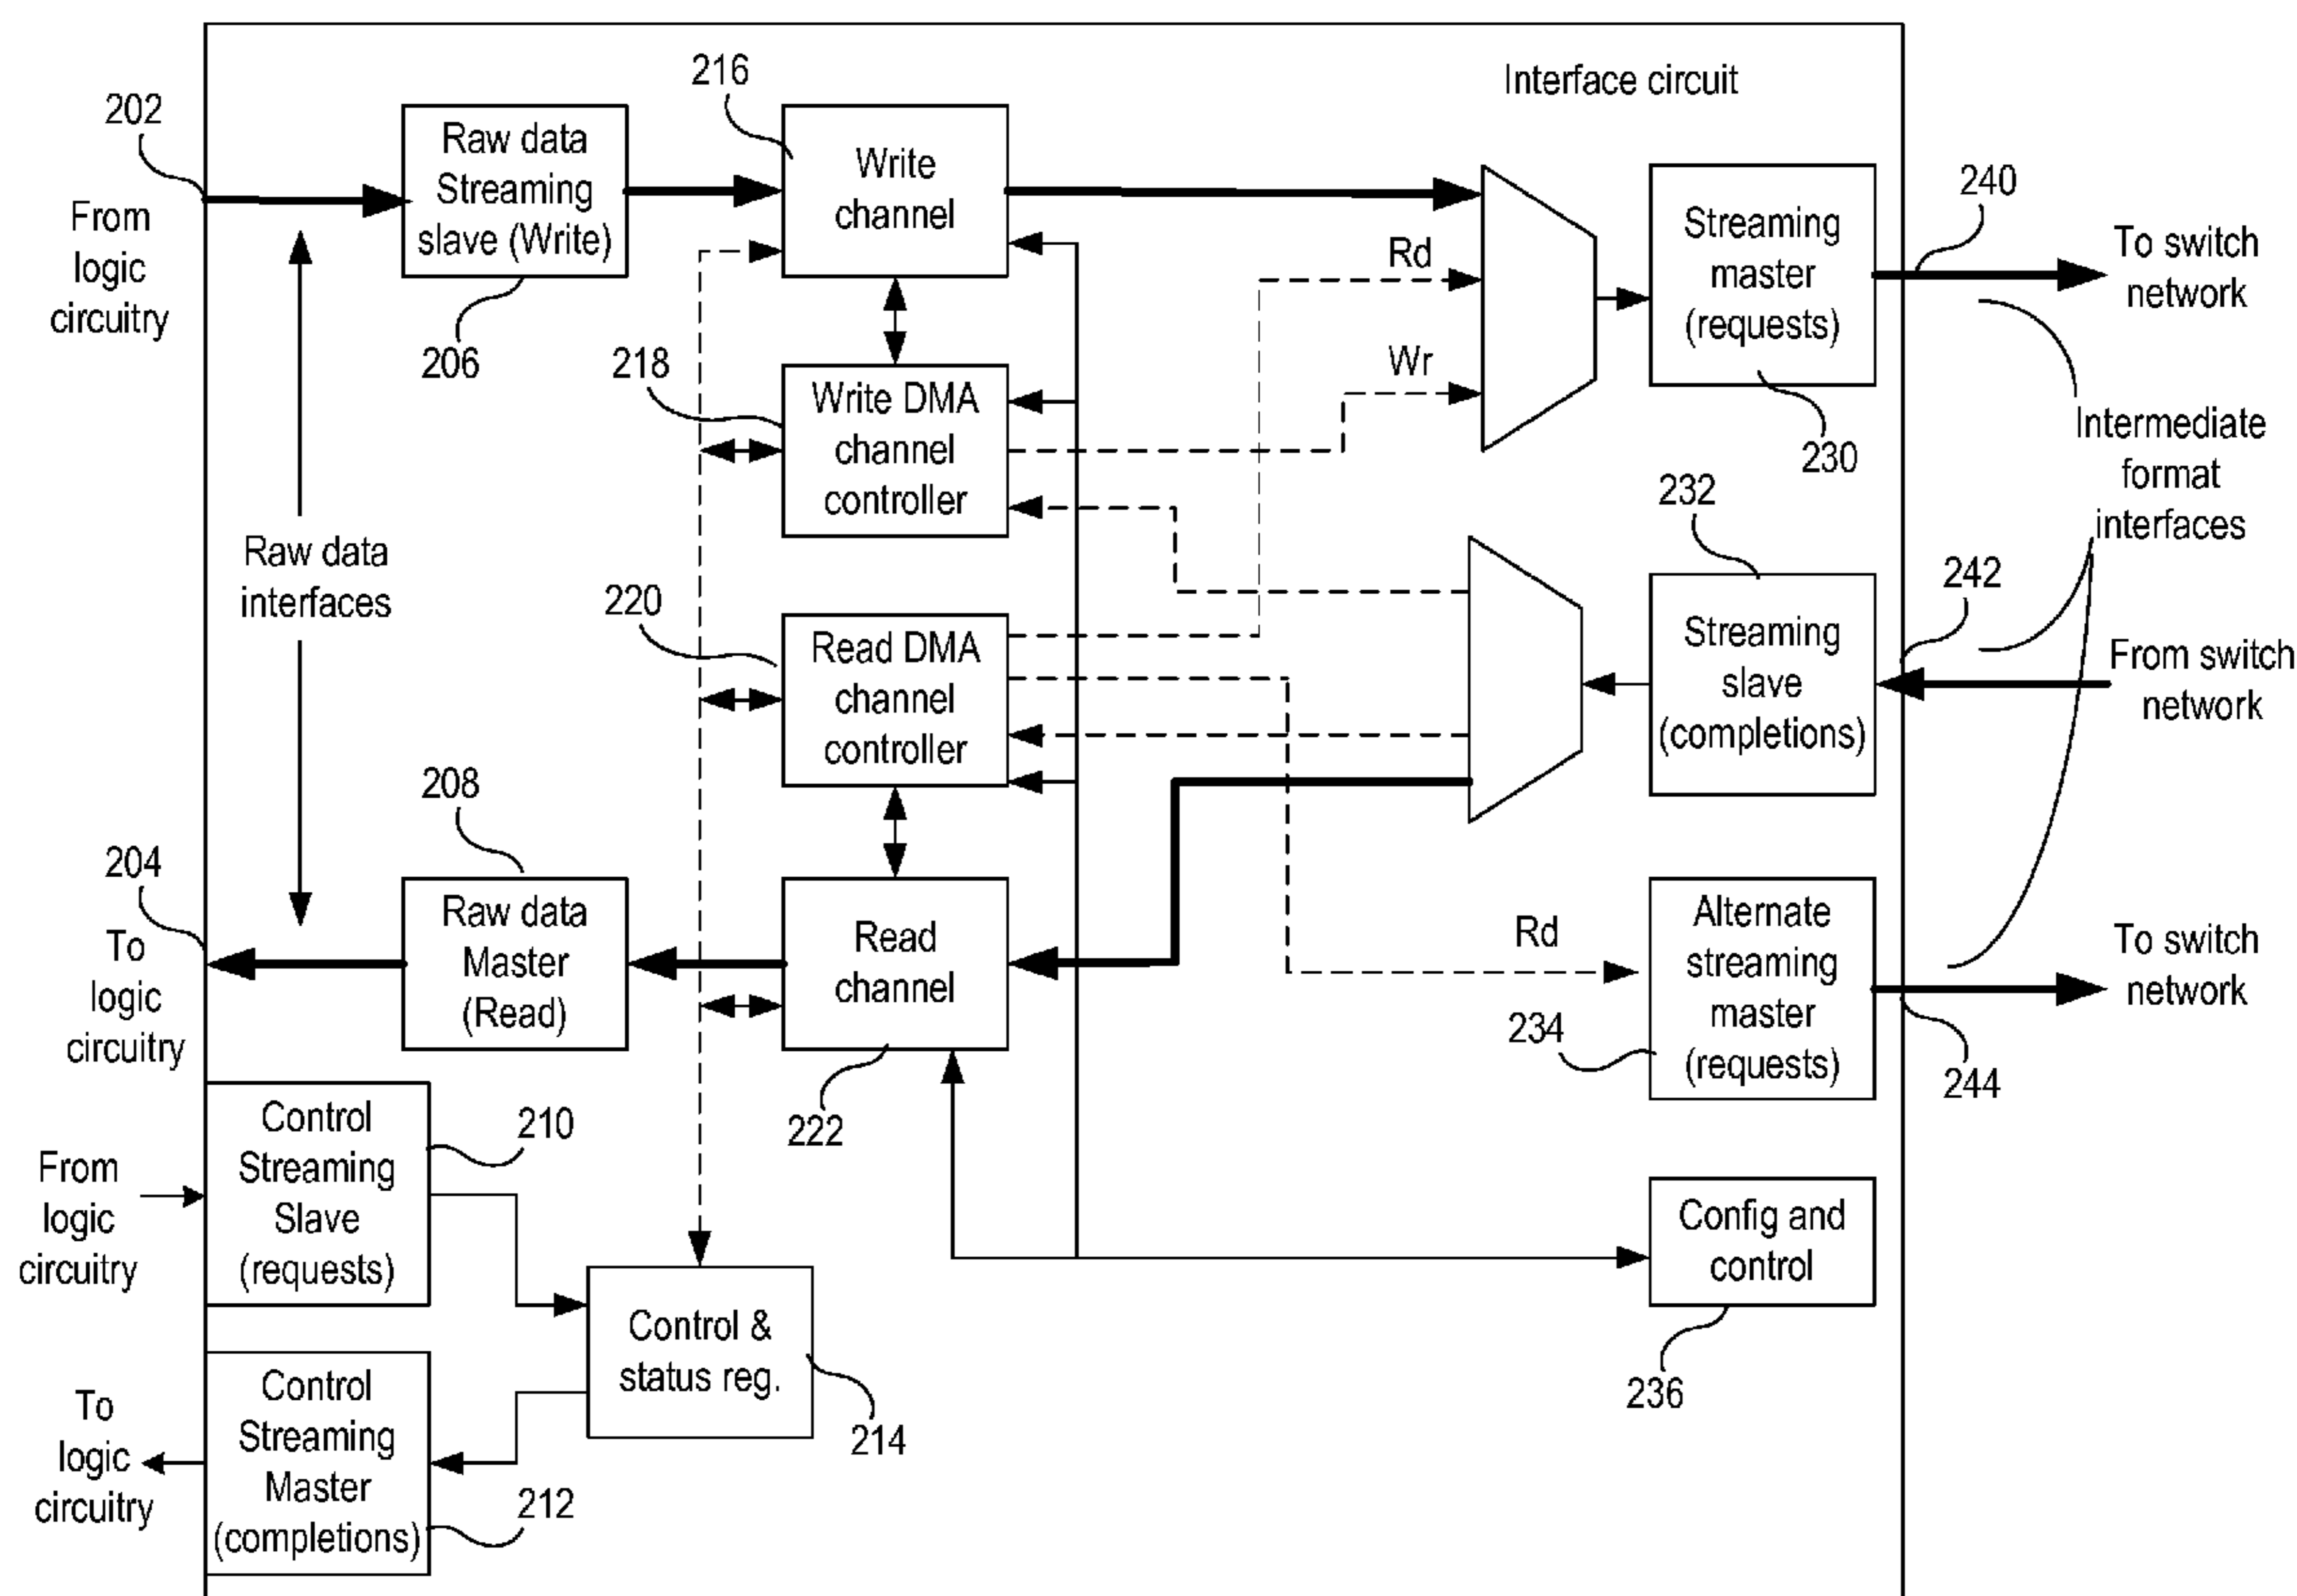 216
Interface circuit
202
Raw data
Streaming
slave (Write)
Write
channel
240
From
logic
circuitry
Streaming
master
(requests)
To switch
network
Rd
206
218
Wr
Write DMA
channel
controller
230
Intermediate
format
interfaces
232
Raw data
interfaces
242
220
Read DMA
channel
controller
Streaming
slave
(completions)
From switch
network
208
204
To
logic
circuitry
Raw data
Master
(Read)
Read
channel
Rd
Alternate
streaming
master
(requests)
To switch
network
234
244
222
210
Control
Streaming
Slave
(requests)
From
logic
circuitry
Config and
control
Control &
status reg.
236
214
To
logic
circuitry
Control
Streaming
Master
(completions)
212